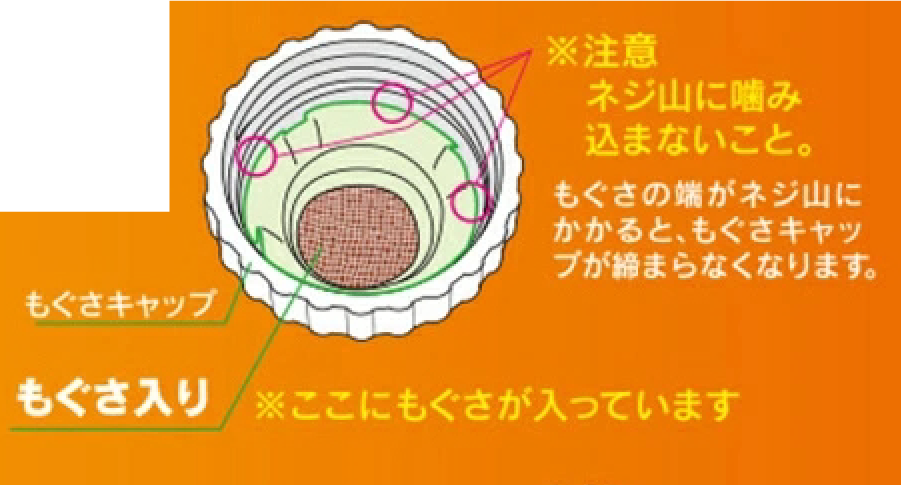 ※注意
ネジ山に噛み
込まないこと。
もぐさの端がネジ山に
かかると、もぐさキャッ
プが締まらなくなります。
もぐさキャップ
もぐさ入り
※ここにもぐさが入っています